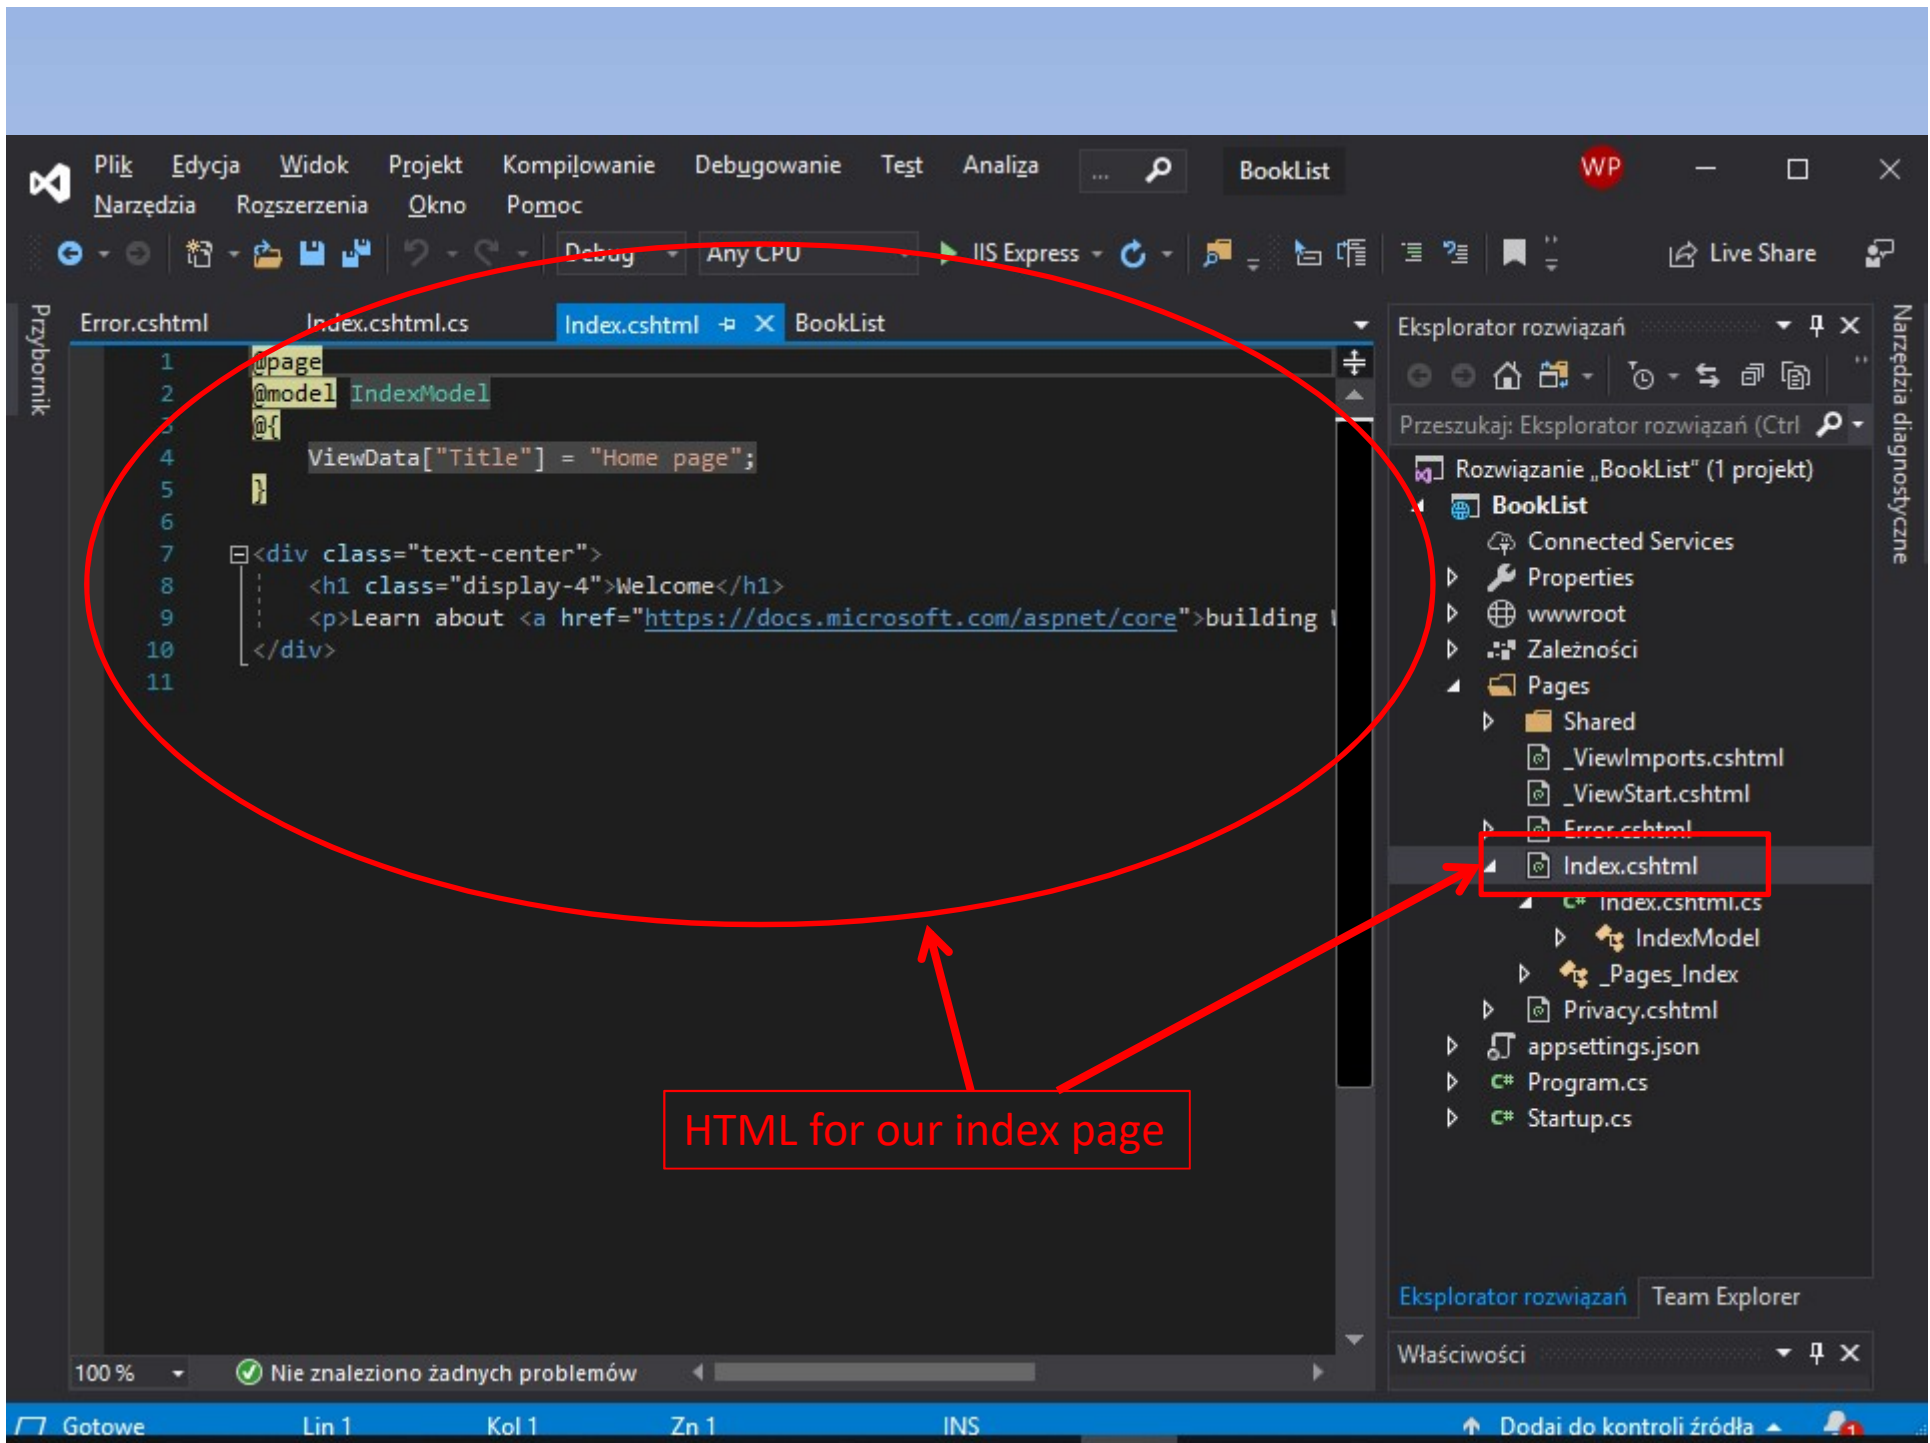 Plik Edycja Widok Projekt Kompilowanie Debugowanie Test Analiza ... BookList WP
Narzędzia Rozszerzenia Okno Pomoc
Debug Any CPU IIS Express Live Share
Przybornik
Error.cshtml Index.cshtml.cs Index.cshtml BookList
1 @page
2 @model IndexModel
3 @{
4 ViewData["Title"] = "Home page";
5 }
6
7 <div class="text-center">
8 <h1 class="display-4">Welcome</h1>
9 <p>Learn about <a href="https://docs.microsoft.com/aspnet/core">building
10 </div>
11
HTML for our index page
100 % Nie znaleziono żadnych problemów
Eksplorator rozwiązań
Przeszukaj: Eksplorator rozwiązań (Ctrl
Rozwiązanie „BookList" (1 projekt)
BookList
Connected Services
Properties
wwwroot
Zależności
Pages
Shared
_ViewImports.cshtml
_ViewStart.cshtml
Error.cshtml
Index.cshtml
C# Index.cshtml.cs
IndexModel
_Pages_Index
Privacy.cshtml
appsettings.json
C# Program.cs
C# Startup.cs
Eksplorator rozwiązań Team Explorer
Właściwości
Narzędzia diagnostyczne
Gotowe Lin 1 Kol 1 Zn 1 INS Dodaj do kontroli źródła 1